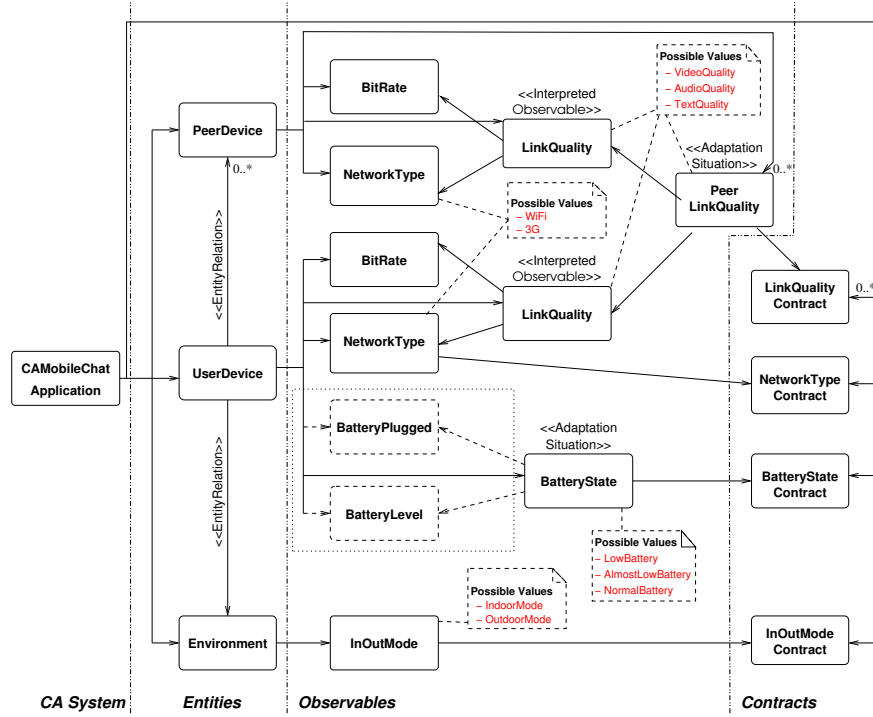 Possible Values
– VideoQuality
– AudioQuality
– TextQuality
BitRate
<<Interpreted
Observable>>
PeerDevice
LinkQuality
<<Adaptation
Situation>>
0..*
0..*
NetworkType
Peer
LinkQuality
Possible Values
– WiFi
– 3G
<<EntityRelation>>
BitRate
<<Interpreted
Observable>>
LinkQuality
LinkQuality
Contract
0..*
CAMobileChat
Application
UserDevice
NetworkType
NetworkType
Contract
BatteryPlugged
<<Adaptation
Situation>>
BatteryState
BatteryState
Contract
<<EntityRelation>>
BatteryLevel
Possible Values
– LowBattery
– AlmostLowBattery
– NormalBattery
Possible Values
– IndoorMode
– OutdoorMode
Environment
InOutMode
InOutMode
Contract
CA System
Entities
Observables
Contracts